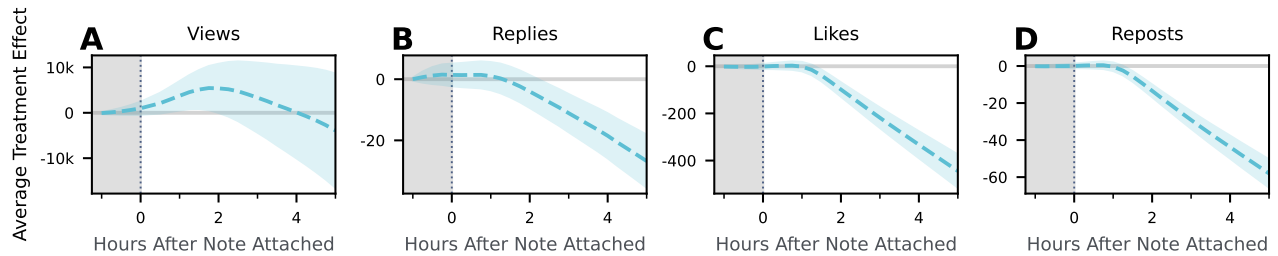 Average Treatment Effect
A
Views
10k
0
-10k
0
2
4
Hours After Note Attached
B
Replies
0
-20
0
2
4
Hours After Note Attached
C
Likes
0
-200
-400
0
2
4
Hours After Note Attached
D
Reposts
0
-20
-40
-60
0
2
4
Hours After Note Attached